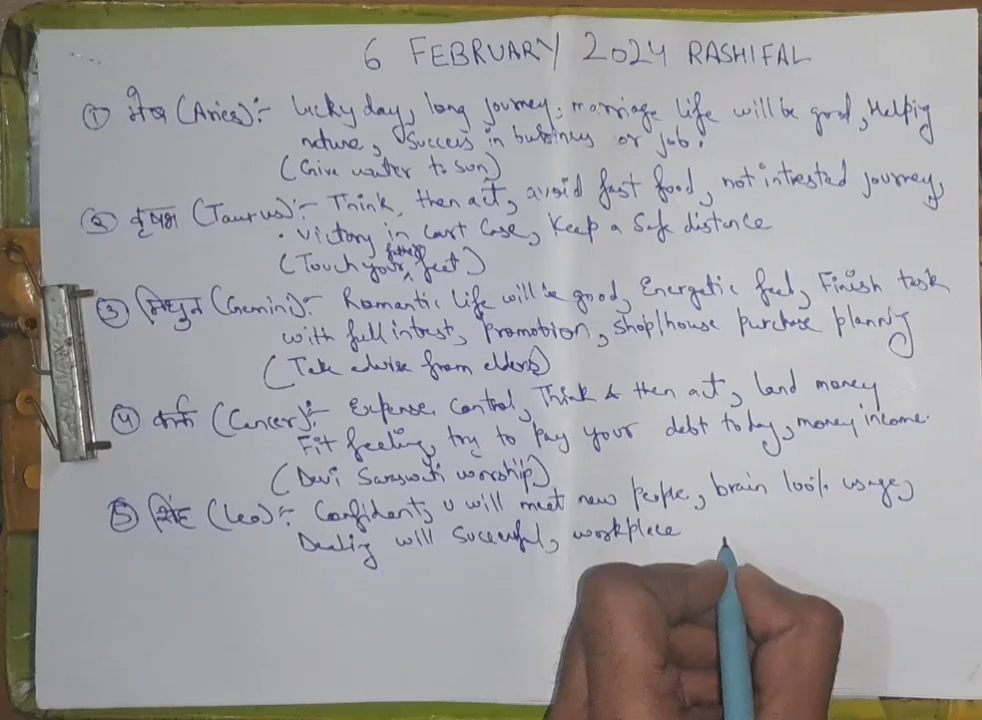 6 FEBRUARY 2024 RASHIFAL
① मेष (Aries):- lucky day, long journey, marriage life will be good, Helping
nature, success in bussiness or job.
(Give water to sun)
② वृषभ (Taurus):- Think, then act, avoid fast food, not intrested journey,
. victory in cart case, Keep a safe distance
(Touch your father feet)
③ मिथुन (Gemini):- Romantic life will be good, Energetic feel, Finish task
with full intrest, promotion, shop/house purchase planning
(Take advise from elders)
④ कर्क (Cancer):- Expense control, Think & then act, land money
Fit feeling, try to pay your debt today, money income.
(Devi Saraswati worship)
⑤ सिंह (Leo):- Confident, u will meet new people, brain 100% usage,
Dealing will sucessful, workplace